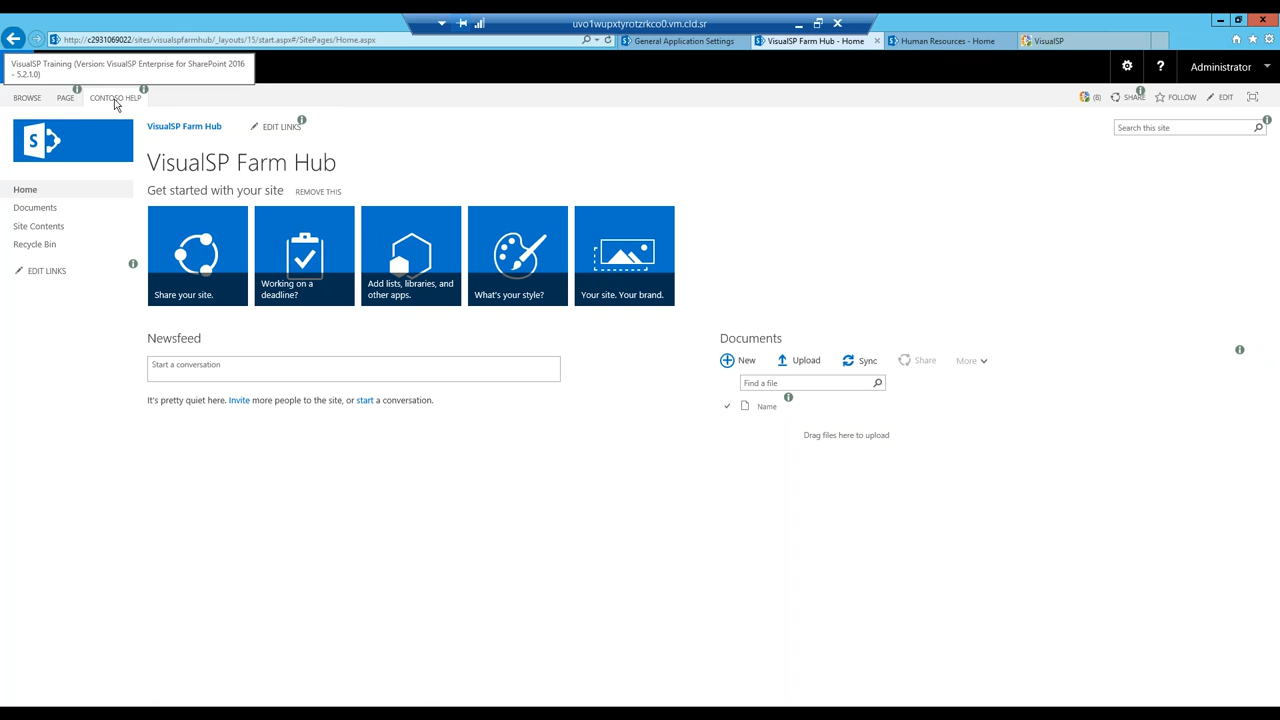 uvo1wupxtyrotzrkco0.vm.cld.sr
http://c2931069022/sites/visualspfarmhub/_layouts/15/start.aspx#/SitePages/Home.aspx
General Application Settings
VisualSP Farm Hub - Home
Human Resources - Home
VisualSP
VisualSP Training (Version: VisualSP Enterprise for SharePoint 2016
- 5.2.1.0)
Administrator
BROWSE
PAGE
CONTOSO HELP
(8)
SHARE
FOLLOW
EDIT
S
VisualSP Farm Hub
EDIT LINKS
Search this site
VisualSP Farm Hub
Get started with your site
REMOVE THIS
Home
Documents
Site Contents
Recycle Bin
EDIT LINKS
Share your site.
Working on a
deadline?
Add lists, libraries, and
other apps.
What's your style?
Your site. Your brand.
Newsfeed
Start a conversation
It's pretty quiet here. Invite more people to the site, or start a conversation.
Documents
New
Upload
Sync
Share
More
Find a file
Name
Drag files here to upload